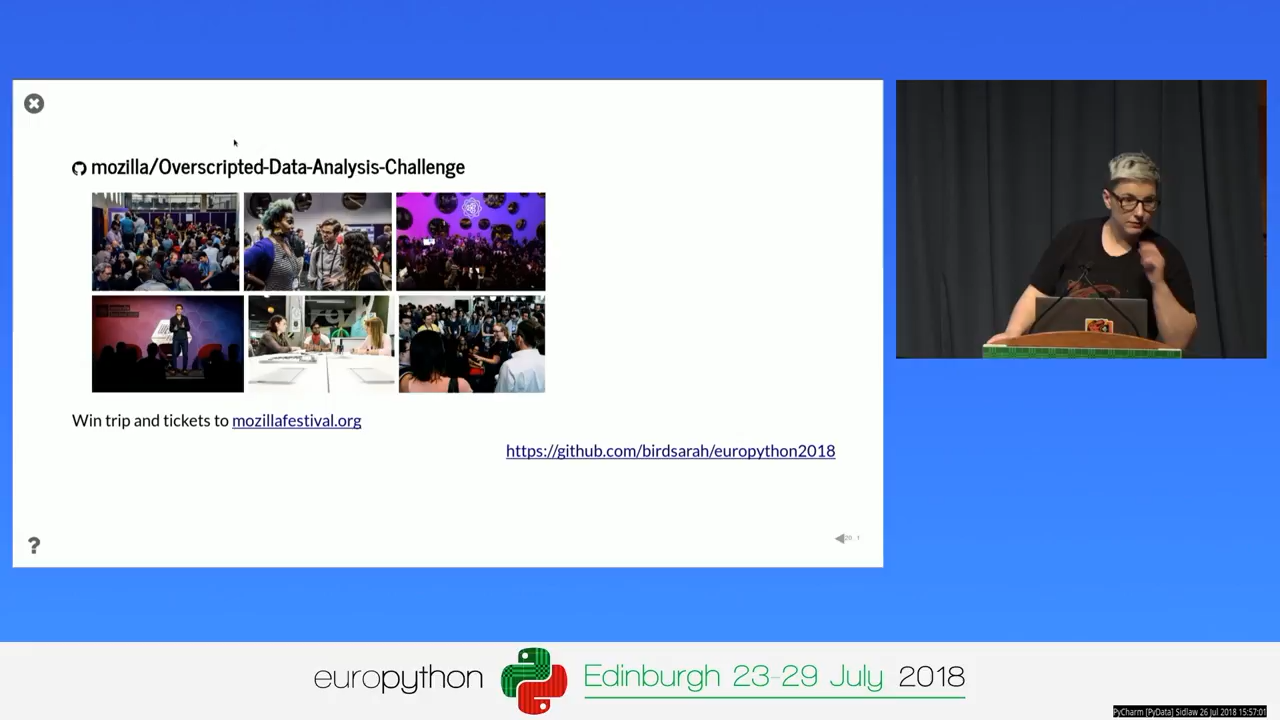 mozilla/Overscripted-Data-Analysis-Challenge
Win trip and tickets to mozillafestival.org
https://github.com/birdsarah/europython2018
?
europython
Edinburgh 23-29 July 2018
PyCharm [PyData] Sidlaw 26 Jul 2018 15:57:01